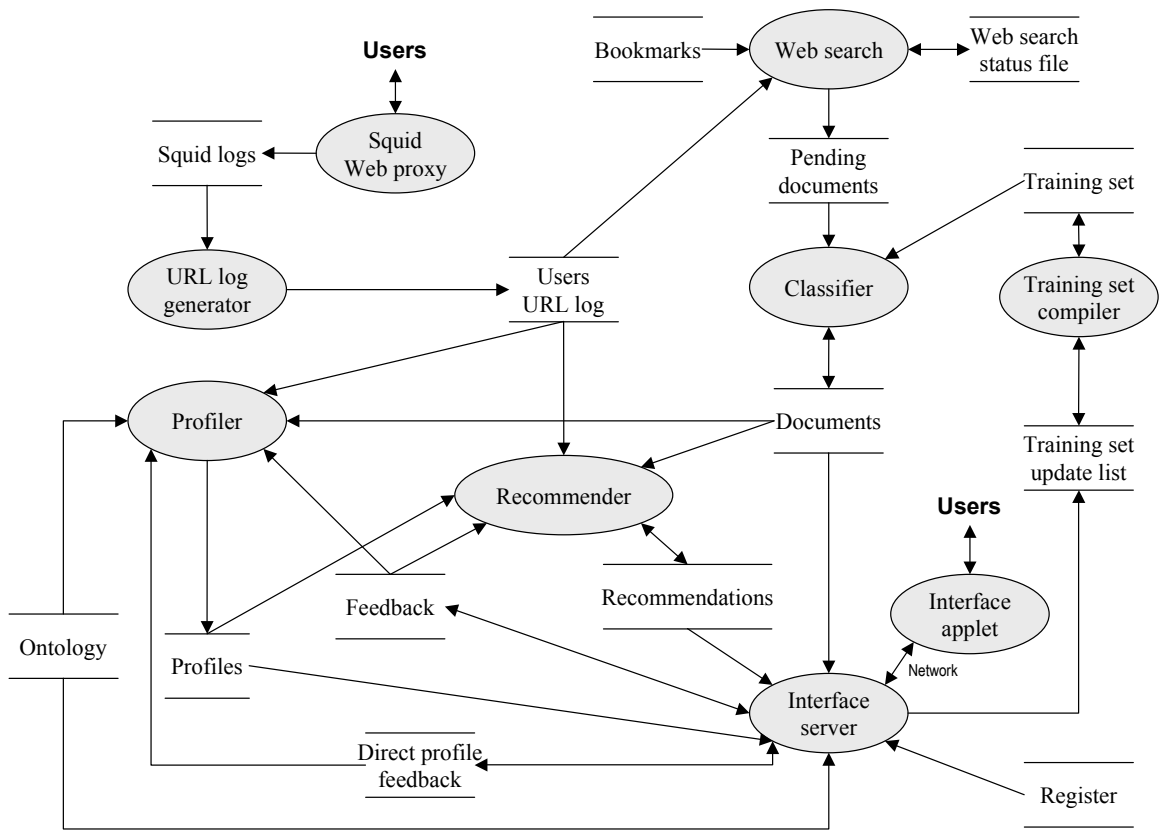 Users
Bookmarks
Web search
Web search
status file
Squid logs
Squid
Web proxy
Pending
documents
Training set
URL log
generator
Users
URL log
Classifier
Training set
compiler
Profiler
Documents
Training set
update list
Recommender
Users
Ontology
Profiles
Feedback
Recommendations
Interface
applet
Network
Interface
server
Direct profile
feedback
Register